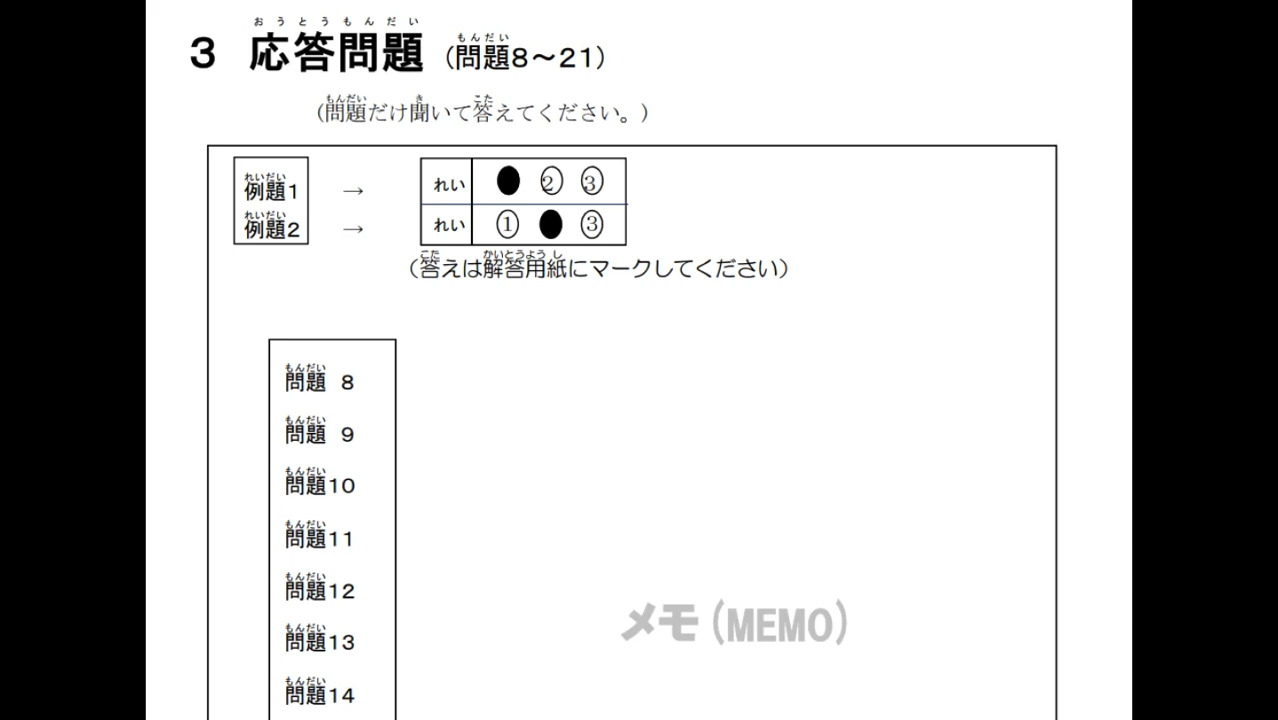 おうとうもんだい
3 応答問題 (問題8～21)
もんだい
(問題だけ聞いて答えてください。)
もんだい き こた
例題1 → れい ● ② ③
れいだい
例題2 → れい ① ● ③
れいだい
(答えは解答用紙にマークしてください)
こた かいとうようし
もんだい
問題 8
もんだい
問題 9
もんだい
問題10
もんだい
問題11
もんだい
問題12
もんだい
問題13
もんだい
問題14
メモ(MEMO)